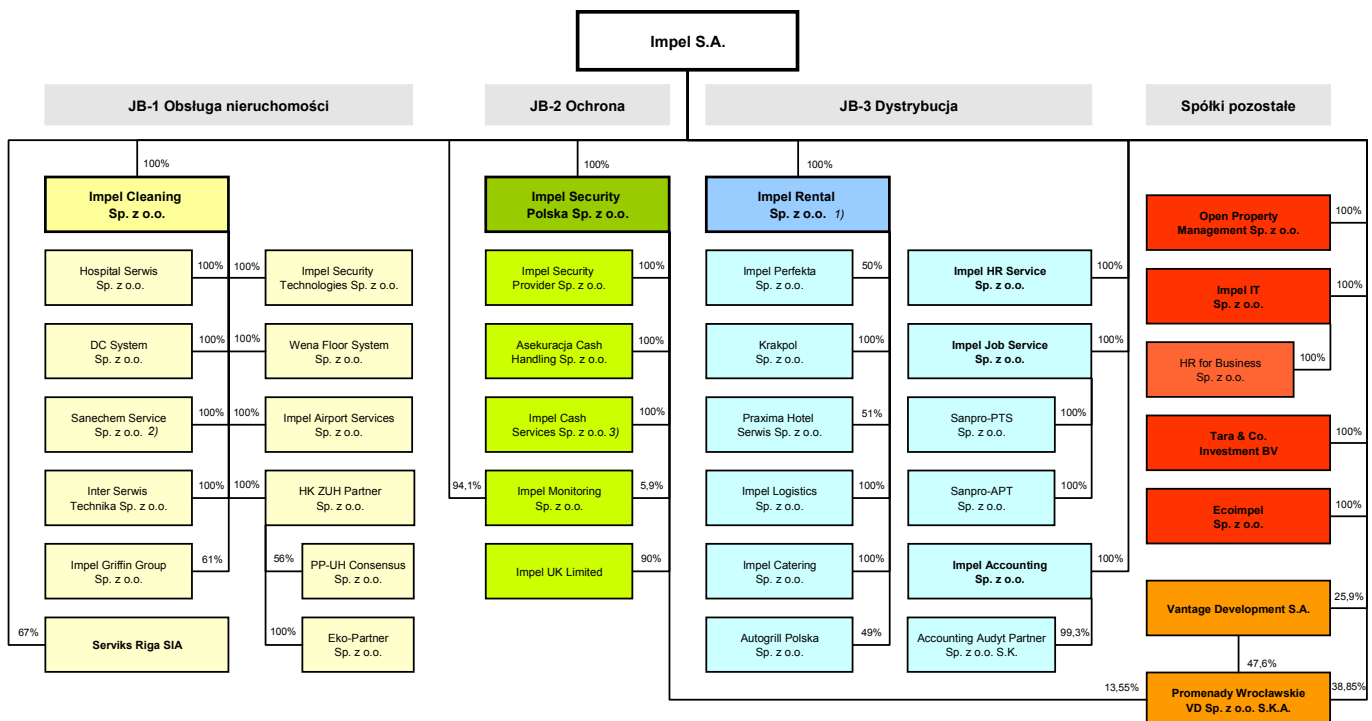 Impel S.A.
JB-1 Obsługa nieruchomości
JB-2 Ochrona
JB-3 Dystrybucja
Spółki pozostałe
100%
100%
100%
Impel Cleaning
Sp. z o.o.
Impel Security
Polska Sp. z o.o.
Impel Rental
Sp. z o.o. 1)
Hospital Serwis
Sp. z o.o.
100%
100%
Impel Security
Technologies Sp. z o.o.
DC System
Sp. z o.o.
100%
100%
Wena Floor System
Sp. z o.o.
Sanechem Service
Sp. z o.o. 2)
100%
100%
Impel Airport Services
Sp. z o.o.
Inter Serwis
Technika Sp. z o.o.
100%
100%
HK ZUH Partner
Sp. z o.o.
Impel Griffin Group
Sp. z o.o.
61%
56%
PP-UH Consensus
Sp. z o.o.
67%
Serviks Riga SIA
100%
Eko-Partner
Sp. z o.o.
Impel Security
Provider Sp. z o.o.
100%
Asekuracja Cash
Handling Sp. z o.o.
100%
Impel Cash
Services Sp. z o.o. 3)
100%
94,1%
Impel Monitoring
Sp. z o.o.
5,9%
Impel UK Limited
90%
Impel Perfekta
Sp. z o.o.
50%
Krakpol
Sp. z o.o.
100%
Praxima Hotel
Serwis Sp. z o.o.
51%
Impel Logistics
Sp. z o.o.
100%
Impel Catering
Sp. z o.o.
100%
Autogrill Polska
Sp. z o.o.
49%
Impel HR Service
Sp. z o.o.
100%
Impel Job Service
Sp. z o.o.
100%
Sanpro-PTS
Sp. z o.o.
100%
Sanpro-APT
Sp. z o.o.
100%
Impel Accounting
Sp. z o.o.
100%
Accounting Audyt Partner
Sp. z o.o. S.K.
99,3%
Open Property
Management Sp. z o.o.
100%
Impel IT
Sp. z o.o.
100%
HR for Business
Sp. z o.o.
100%
Tara & Co.
Investment BV
100%
Ecoimpel
Sp. z o.o.
100%
Vantage Development S.A.
25,9%
47,6%
13,55%
Promenady Wrocławskie
VD Sp. z o.o. S.K.A.
38,85%